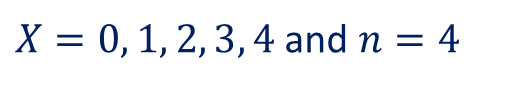 X = 0, 1, 2, 3, 4 and n = 4